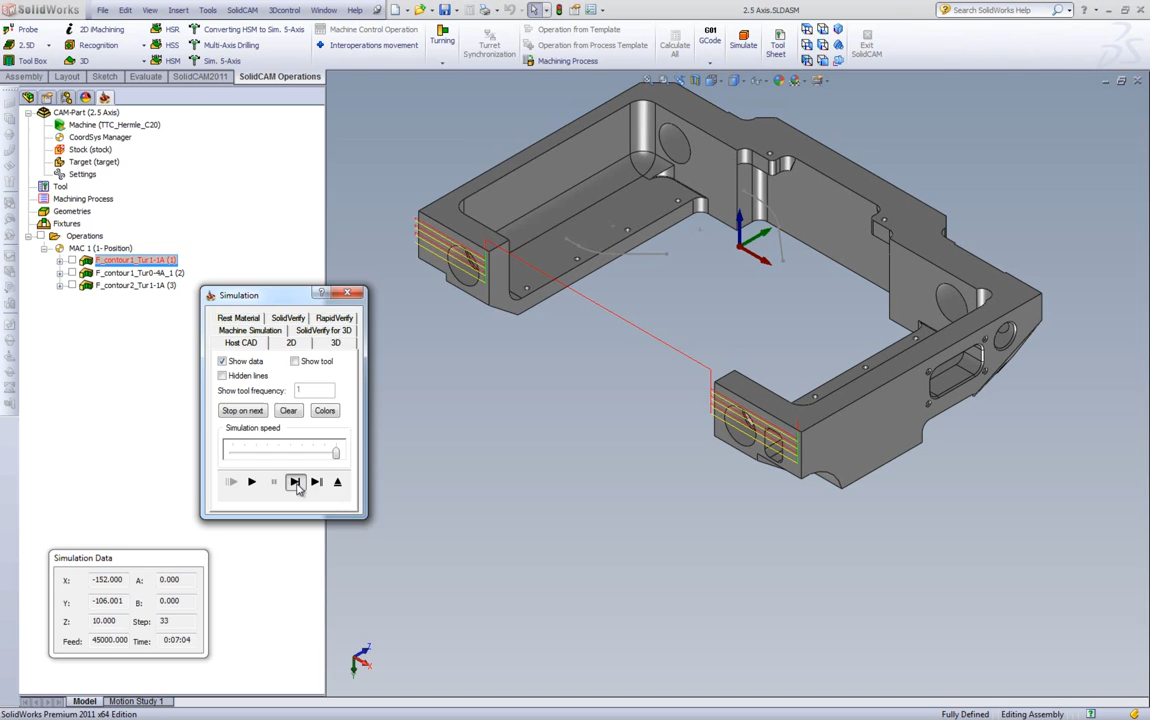 SolidWorks File Edit View Insert Tools SolidCAM 3Dcontrol Window Help 2.5 Axis.SLDASM Search SolidWorks Help
Probe 2D iMachining HSR Converting HSM to Sim. 5-Axis Machine Control Operation Operation from Template G01
2.5D Recognition HSS Multi-Axis Drilling Interoperations movement Turning Turret Synchronization Operation from Process Template Calculate All GCode Simulate Tool Sheet Exit SolidCAM
Tool Box 3D HSM Sim. 5-Axis Machining Process
Assembly Layout Sketch Evaluate SolidCAM2011 SolidCAM Operations
CAM-Part (2.5 Axis)
Machine (TTC_Hermle_C20)
CoordSys Manager
Stock (stock)
Target (target)
Settings
Tool
Machining Process
Geometries
Fixtures
Operations
MAC 1 (1- Position)
F_contour1_Tur1-1A (1)
F_contour1_Tur0-4A_1 (2)
F_contour2_Tur1-1A (3)
Simulation
Rest Material SolidVerify RapidVerify
Machine Simulation SolidVerify for 3D
Host CAD 2D 3D
Show data Show tool
Hidden lines
Show tool frequency: 1
Stop on next Clear Colors
Simulation speed
Simulation Data
X: -152.000 A: 0.000
Y: -106.001 B: 0.000
Z: 10.000 Step: 33
Feed: 45000.000 Time: 0:07:04
Z
X
Y
Model Motion Study 1
SolidWorks Premium 2011 x64 Edition Fully Defined Editing Assembly